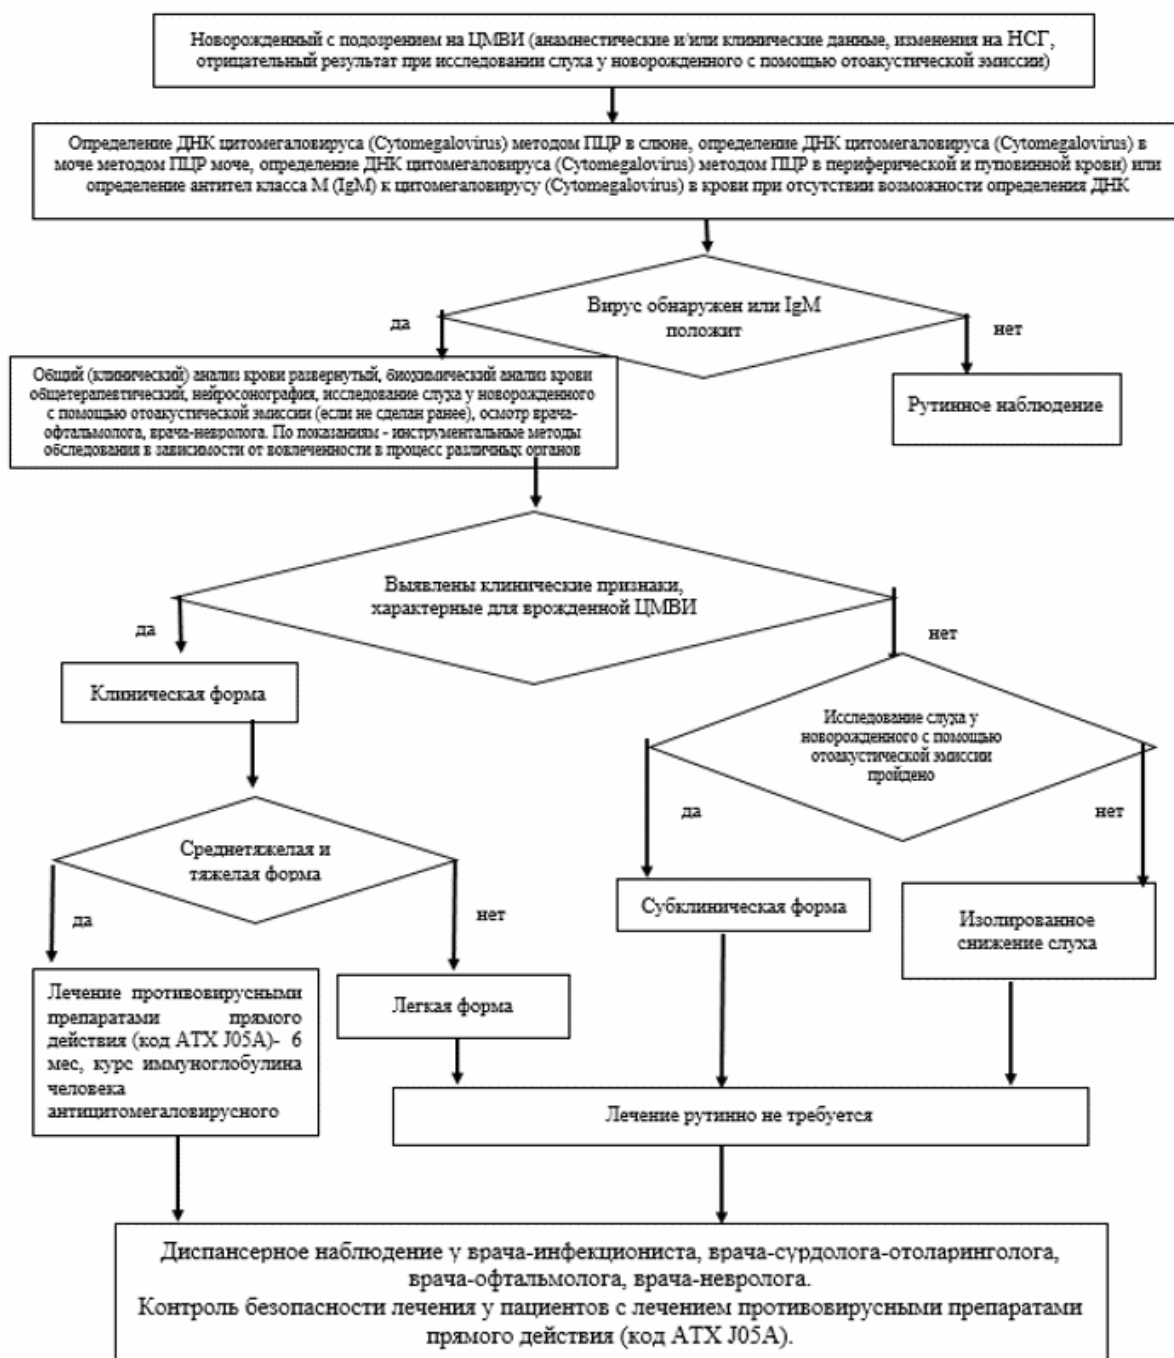 Новорожденный с подозрением на ЦМВИ (анамнестические и/или клинические данные, изменения на НСГ,
отрицательный результат при исследовании слуха у новорожденного с помощью отоакустической эмиссии)
Определение ДНК цитомегаловируса (Cytomegalovirus) методом ПЦР в слюне, определение ДНК цитомегаловируса (Cytomegalovirus) в
моче методом ПЦР моче, определение ДНК цитомегаловируса (Cytomegalovirus) методом ПЦР в периферической и пуповинной крови) или
определение антител класса М (IgM) к цитомегаловирусу (Cytomegalovirus) в крови при отсутствии возможности определения ДНК
Вирус обнаружен или IgM
положит
да
нет
Общий (клинический) анализ крови развернутый, биохимический анализ крови
общетерапевтический, нейросонография, исследование слуха у новорожденного
с помощью отоакустической эмиссии (если не сделан ранее), осмотр врача-
офтальмолога, врача-невролога. По показаниям - инструментальные методы
обследования в зависимости от вовлеченности в процесс различных органов
Рутинное наблюдение
Выявлены клинические признаки,
характерные для врожденной ЦМВИ
да
нет
Клиническая форма
Исследование слуха у
новорожденного с помощью
отоакустической эмиссии
пройдено
да
нет
Среднетяжелая и
тяжелая форма
да
нет
Субклиническая форма
Изолированное
снижение слуха
Лечение противовирусными
препаратами прямого
действия (код АТХ J05A)- 6
мес, курс иммуноглобулина
человека
антицитомегаловирусного
Легкая форма
Лечение рутинно не требуется
Диспансерное наблюдение у врача-инфекциониста, врача-сурдолога-отоларинголога,
врача-офтальмолога, врача-невролога.
Контроль безопасности лечения у пациентов с лечением противовирусными препаратами
прямого действия (код АТХ J05A).